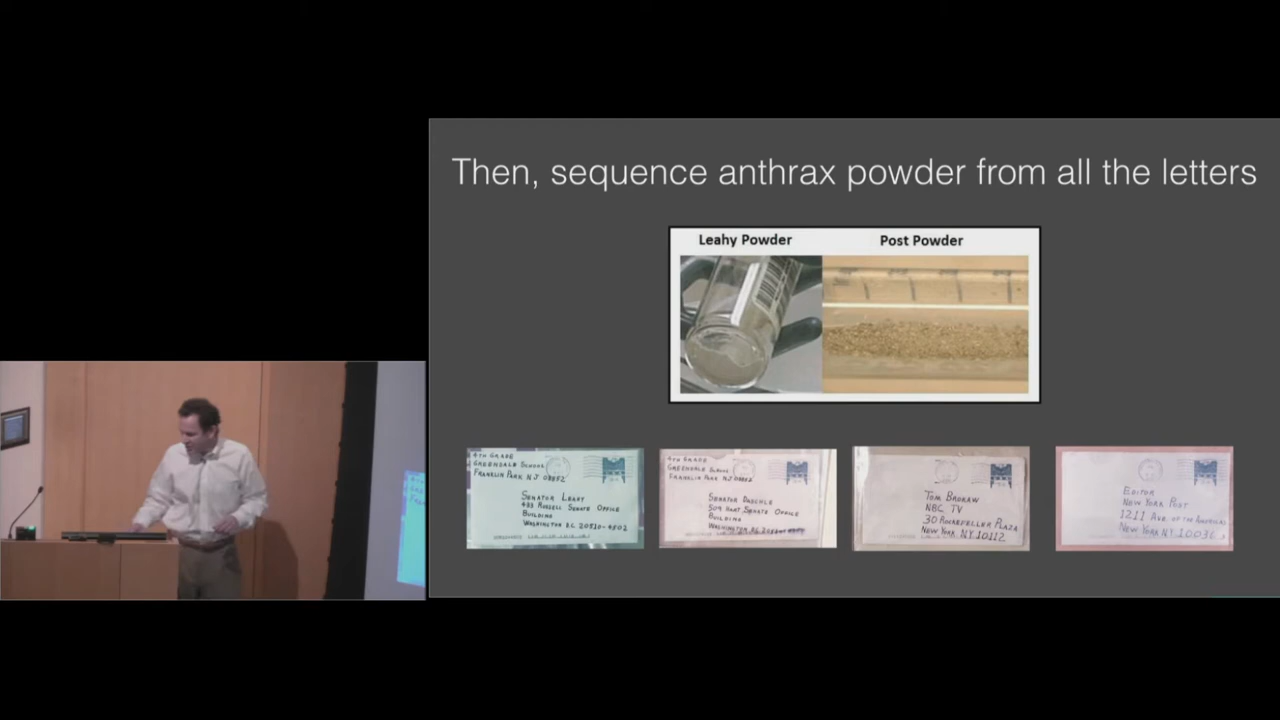 Then, sequence anthrax powder from all the letters
Leahy Powder
Post Powder
4TH GRADE
GREENDALE SCHOOL
FRANKLIN PARK NJ 08852
SENATOR LEAHY
433 RUSSELL SENATE OFFICE
BUILDING
WASHINGTON D.C. 20510-4502
4TH GRADE
GREENDALE SCHOOL
FRANKLIN PARK NJ 08852
SENATOR DASCHLE
509 HART SENATE OFFICE
BUILDING
WASHINGTON D.C.
TOM BROKAW
NBC TV
30 ROCKEFELLER PLAZA
NEW YORK NY 10112
EDITOR
NEW YORK POST
1211 AVE. OF THE AMERICAS
NEW YORK NY 10036